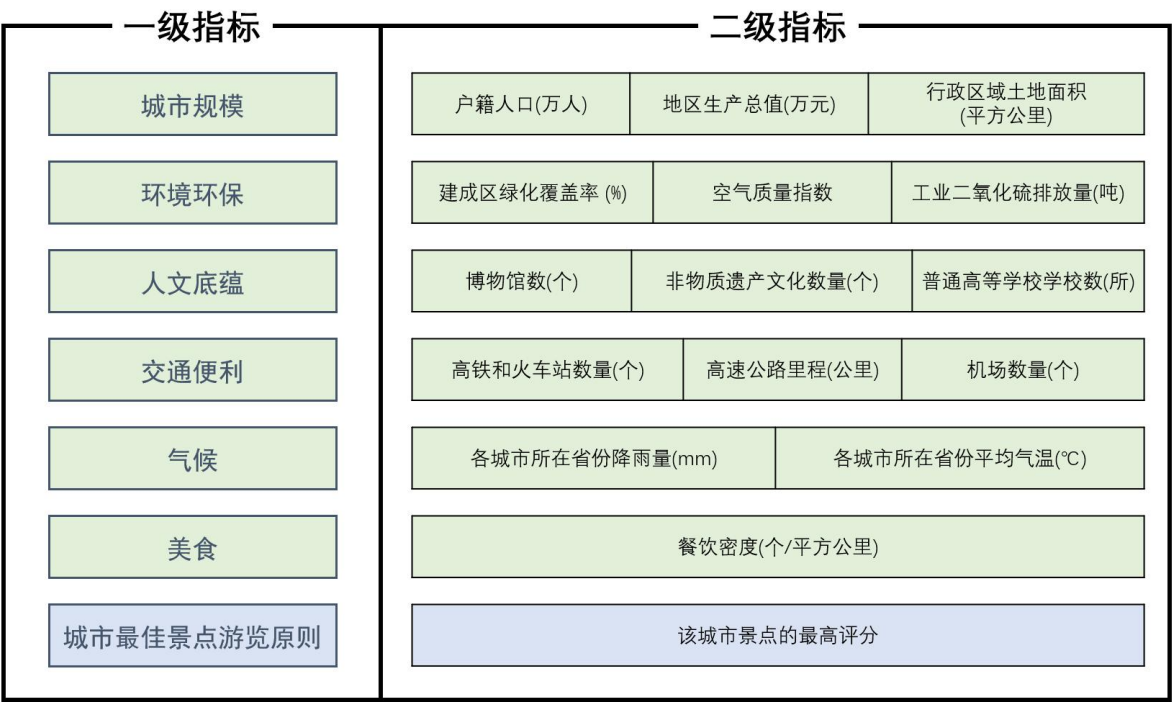 一级指标
二级指标
城市规模
户籍人口(万人)
地区生产总值(万元)
行政区域土地面积
(平方公里)
环境环保
建成区绿化覆盖率 (%)
空气质量指数
工业二氧化硫排放量(吨)
人文底蕴
博物馆数(个)
非物质遗产文化数量(个)
普通高等学校学校数(所)
交通便利
高铁和火车站数量(个)
高速公路里程(公里)
机场数量(个)
气候
各城市所在省份降雨量(mm)
各城市所在省份平均气温(℃)
美食
餐饮密度(个/平方公里)
城市最佳景点游览原则
该城市景点的最高评分